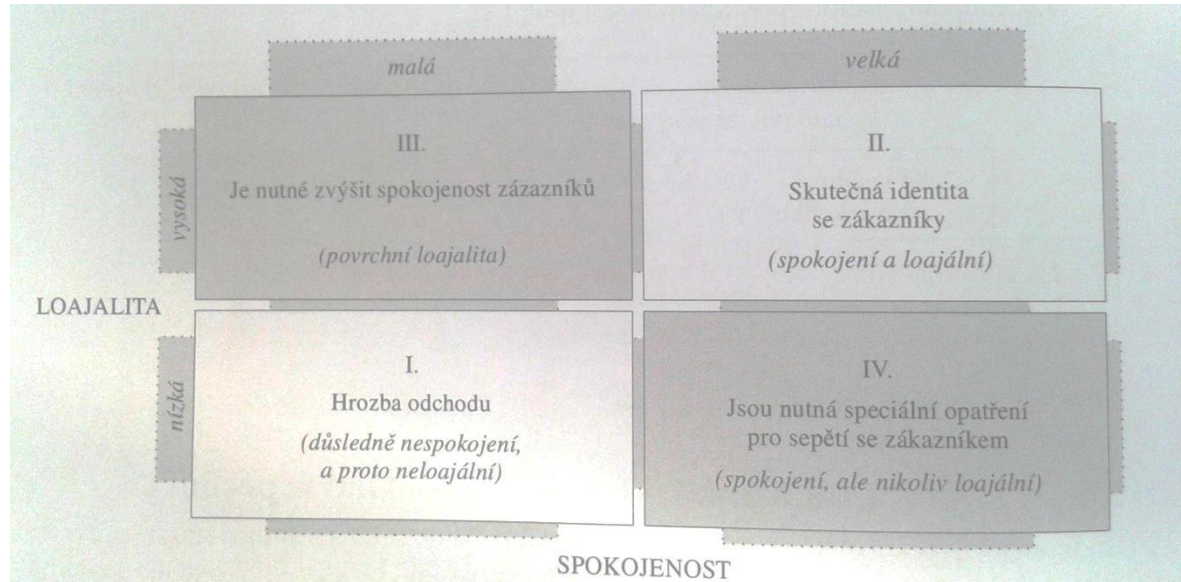 malá
velká
vysoká
III.
Je nutné zvýšit spokojenost zázazníků
(povrchní loajalita)
II.
Skutečná identita
se zákazníky
(spokojení a loajální)
LOAJALITA
nízká
I.
Hrozba odchodu
(důsledně nespokojení,
a proto neloajální)
IV.
Jsou nutná speciální opatření
pro sepětí se zákazníkem
(spokojení, ale nikoliv loajální)
SPOKOJENOST